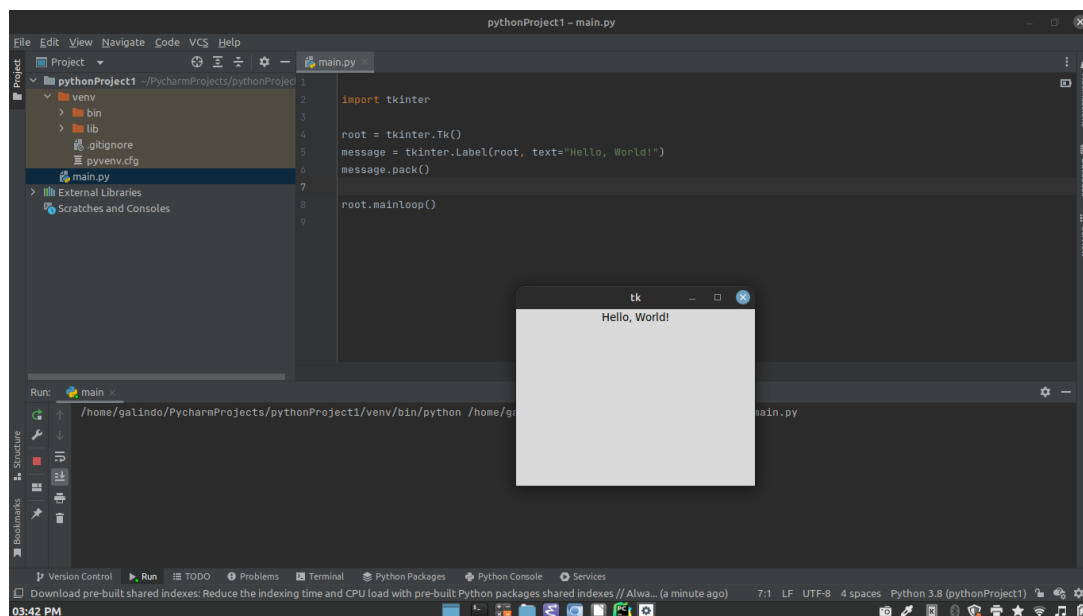 pythonProject1 – main.py
File Edit View Navigate Code VCS Help
Project
main.py
Project
pythonProject1 ~/PycharmProjects/pythonProject
venv
bin
lib
.gitignore
pyvenv.cfg
main.py
External Libraries
Scratches and Consoles
1
2 import tkinter
3
4 root = tkinter.Tk()
5 message = tkinter.Label(root, text="Hello, World!")
6 message.pack()
7
8 root.mainloop()
9
tk
Hello, World!
Run: main
/home/galindo/PycharmProjects/pythonProject1/venv/bin/python /home/ga
main.py
Structure
Bookmarks
Version Control Run TODO Problems Terminal Python Packages Python Console Services
Download pre-built shared indexes: Reduce the indexing time and CPU load with pre-built Python packages shared indexes // Alwa... (a minute ago) 7:1 LF UTF-8 4 spaces Python 3.8 (pythonProject1)
03:42 PM